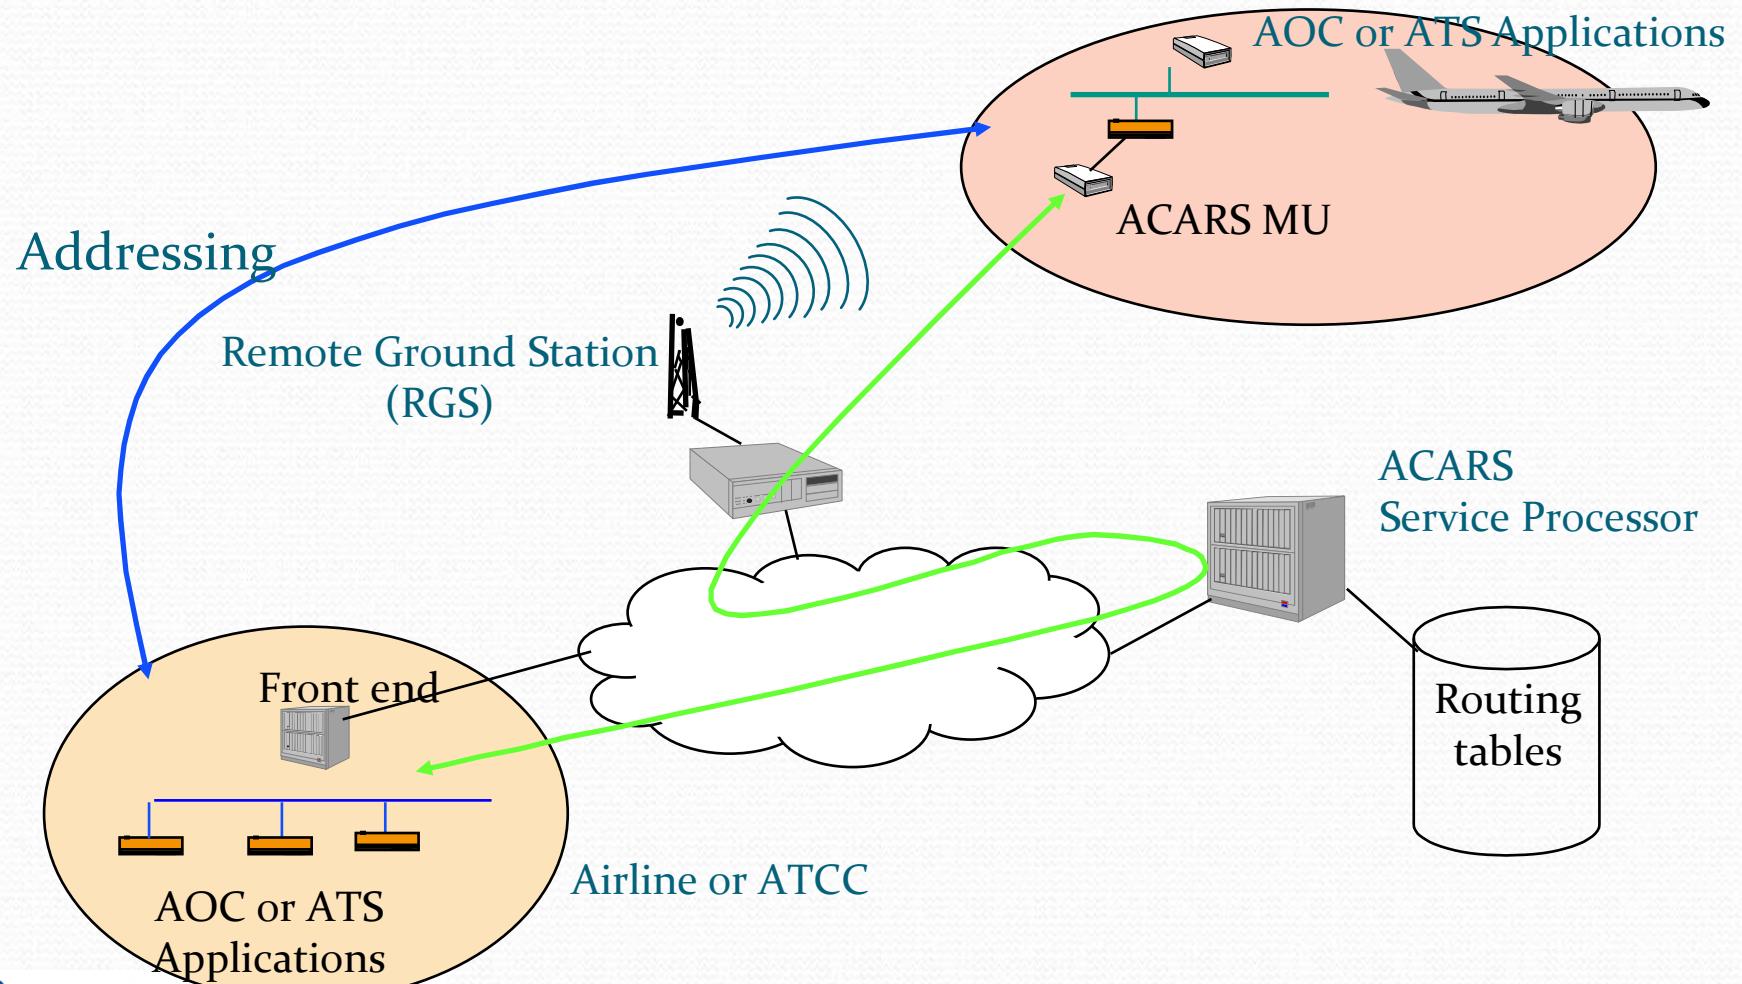 AOC or ATS Applications
ACARS MU
Addressing
Remote Ground Station
(RGS)
ACARS
Service Processor
Front end
Routing
tables
Airline or ATCC
AOC or ATS
Applications